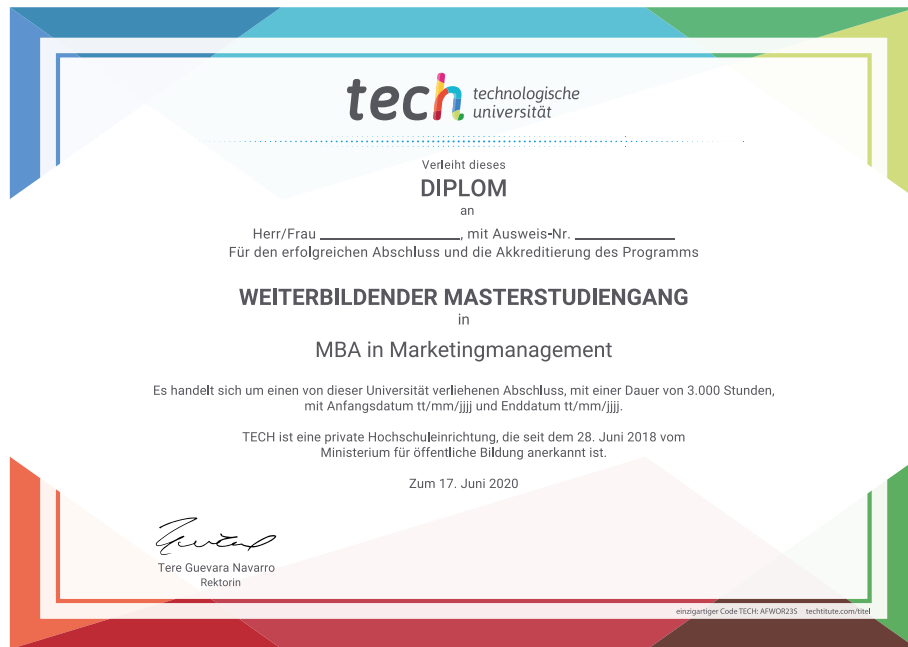 tech technologische
universität
Verleiht dieses
DIPLOM
an
Herr/Frau ____________________, mit Ausweis-Nr. ______________
Für den erfolgreichen Abschluss und die Akkreditierung des Programms
WEITERBILDENDER MASTERSTUDIENGANG
in
MBA in Marketingmanagement
Es handelt sich um einen von dieser Universität verliehenen Abschluss, mit einer Dauer von 3.000 Stunden,
mit Anfangsdatum tt/mm/jjjj und Enddatum tt/mm/jjjj.
TECH ist eine private Hochschuleinrichtung, die seit dem 28. Juni 2018 vom
Ministerium für öffentliche Bildung anerkannt ist.
Zum 17. Juni 2020
Tere Guevara Navarro
Rektorin
einzigartiger Code TECH: AFWOR23S techtitute.com/titel